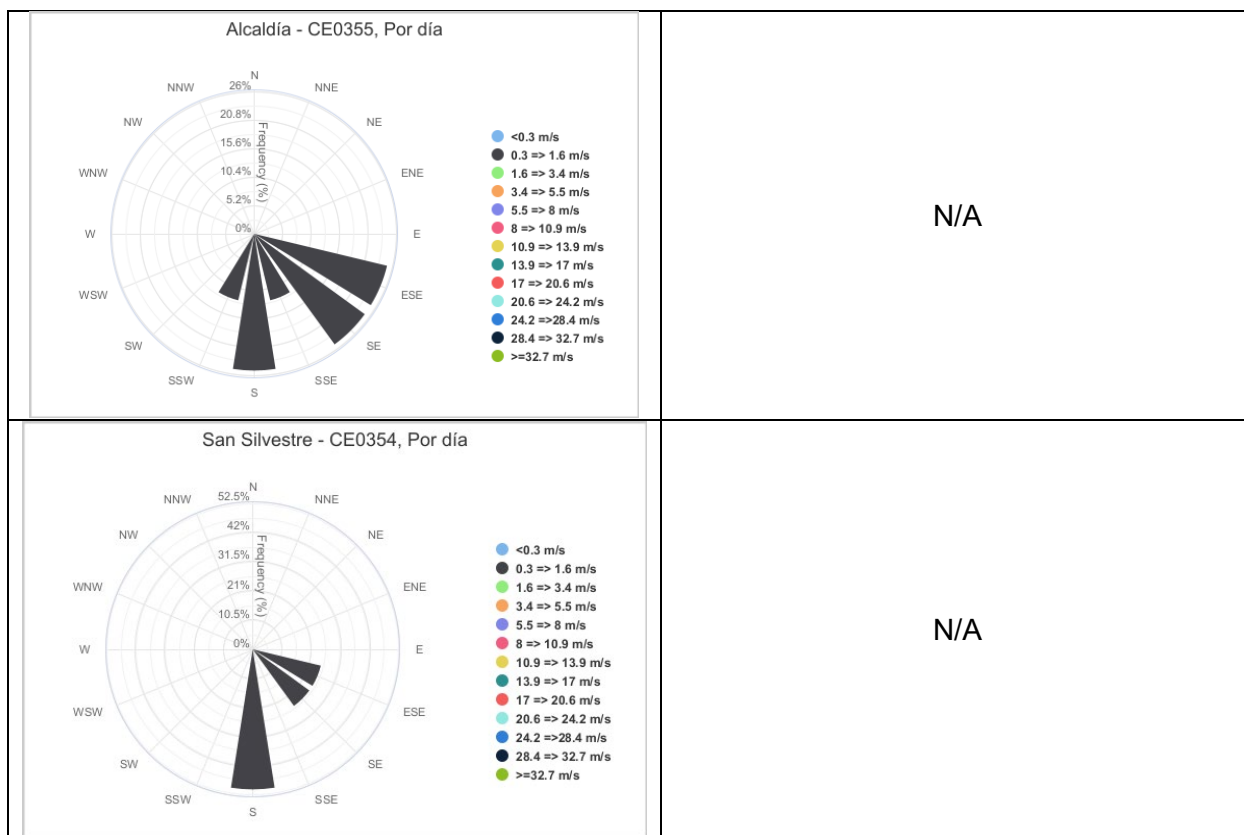 Alcaldía - CE0355, Por día
N
NNE
NE
ENE
E
ESE
SE
SSE
S
SSW
SW
WSW
W
WNW
NW
NNW
26%
20.8%
15.6%
10.4%
5.2%
0%
Frequency (%)
<0.3 m/s
0.3 => 1.6 m/s
1.6 => 3.4 m/s
3.4 => 5.5 m/s
5.5 => 8 m/s
8 => 10.9 m/s
10.9 => 13.9 m/s
13.9 => 17 m/s
17 => 20.6 m/s
20.6 => 24.2 m/s
24.2 =>28.4 m/s
28.4 => 32.7 m/s
>=32.7 m/s
N/A
San Silvestre - CE0354, Por día
N
NNE
NE
ENE
E
ESE
SE
SSE
S
SSW
SW
WSW
W
WNW
NW
NNW
52.5%
42%
31.5%
21%
10.5%
0%
Frequency (%)
<0.3 m/s
0.3 => 1.6 m/s
1.6 => 3.4 m/s
3.4 => 5.5 m/s
5.5 => 8 m/s
8 => 10.9 m/s
10.9 => 13.9 m/s
13.9 => 17 m/s
17 => 20.6 m/s
20.6 => 24.2 m/s
24.2 =>28.4 m/s
28.4 => 32.7 m/s
>=32.7 m/s
N/A